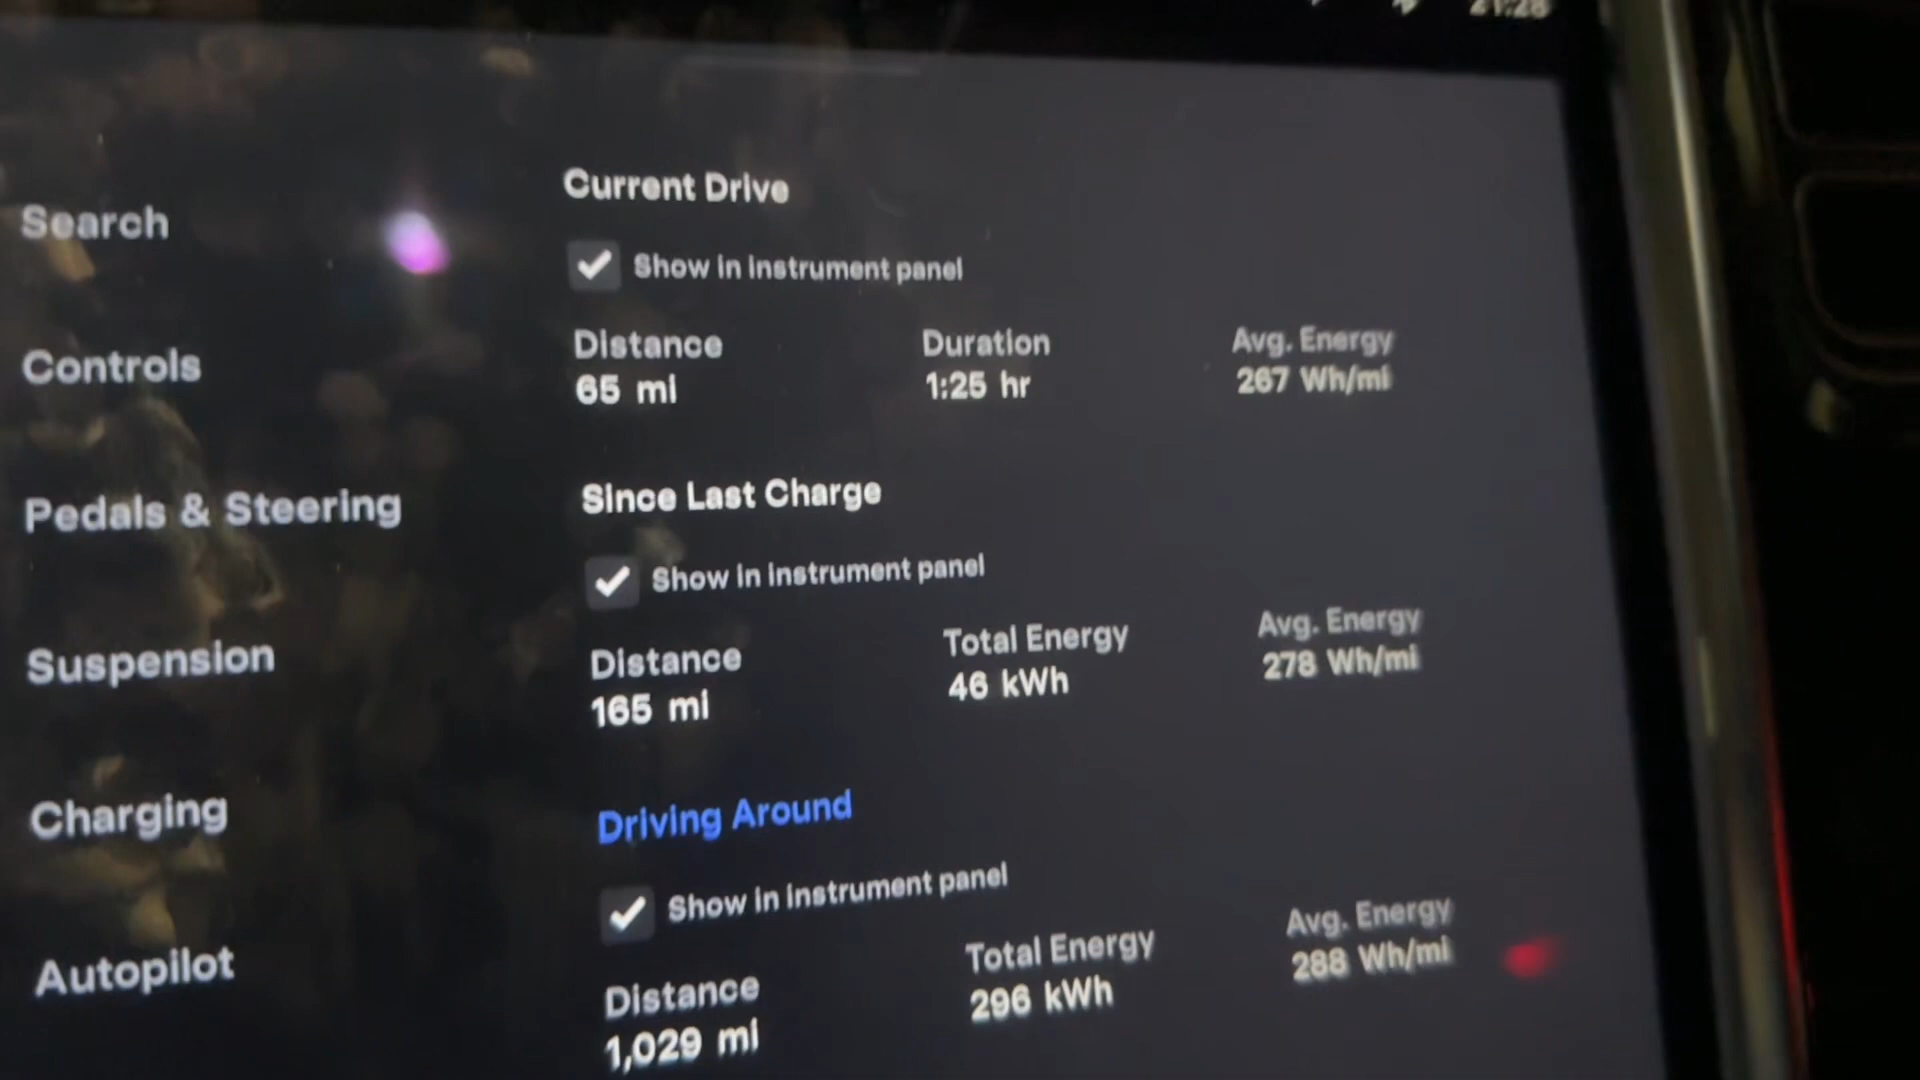 21:28
Search
Controls
Pedals & Steering
Suspension
Charging
Autopilot
Current Drive
Show in instrument panel
Distance Duration Avg. Energy
65 mi 1:25 hr 267 Wh/mi
Since Last Charge
Show in instrument panel
Distance Total Energy Avg. Energy
165 mi 46 kWh 278 Wh/mi
Driving Around
Show in instrument panel
Distance Total Energy Avg. Energy
1,029 mi 296 kWh 288 Wh/mi